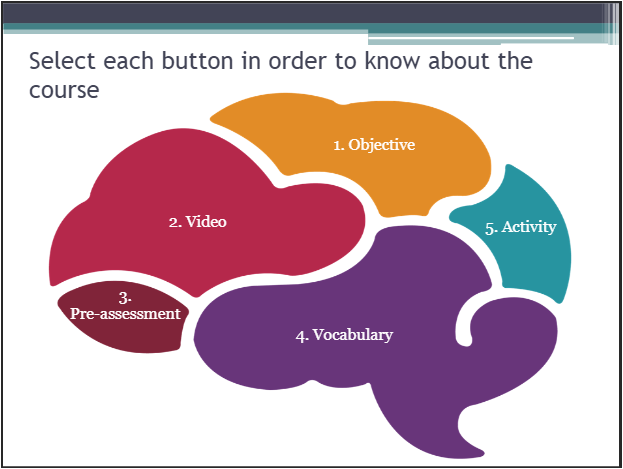 Select each button in order to know about the
course
1. Objective
2. Video
5. Activity
3.
Pre-assessment
4. Vocabulary